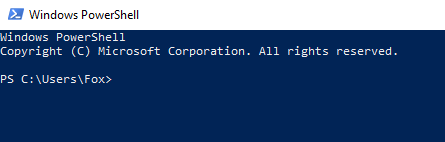 Windows PowerShell
Windows PowerShell
Copyright (C) Microsoft Corporation. All rights reserved.
PS C:\Users\Fox>